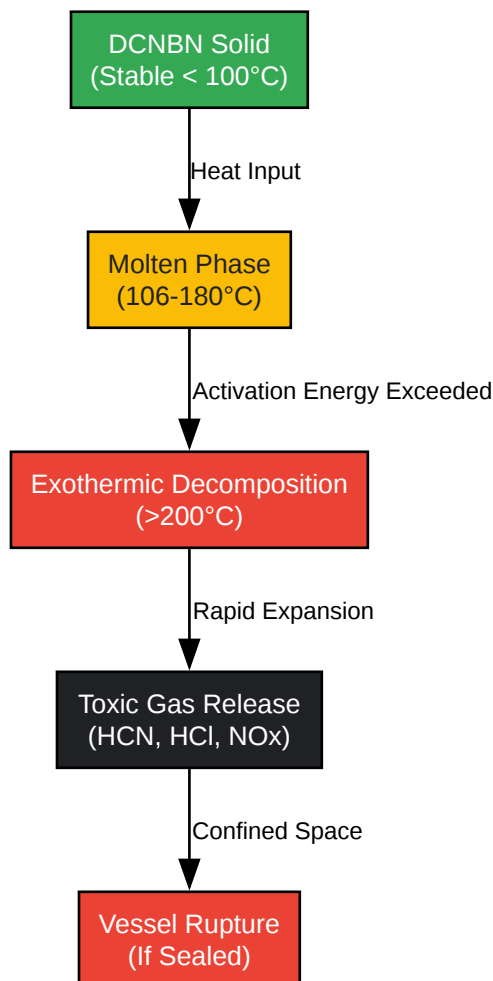 DCNBN Solid
(Stable < 100°C)
Heat Input
Molten Phase
(106-180°C)
Activation Energy Exceeded
Exothermic Decomposition
(>200°C)
Rapid Expansion
Toxic Gas Release
(HCN, HCl, NOx)
Confined Space
Vessel Rupture
(If Sealed)